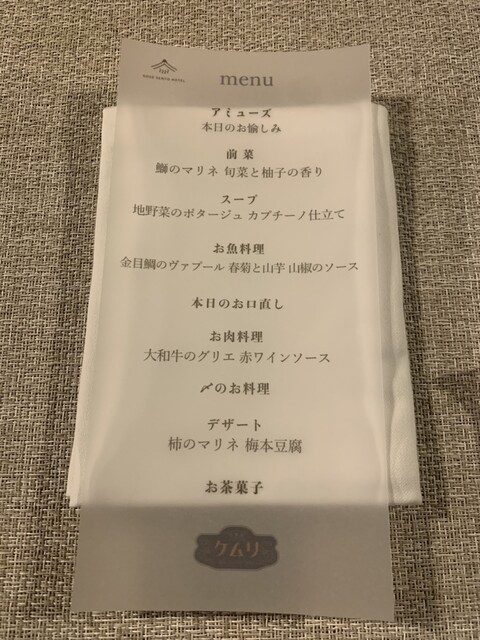 menu
アミューズ
本日のお愉しみ
前菜
鰤のマリネ 旬菜と柚子の香り
スープ
地野菜のポタージュ カプチーノ仕立て
お魚料理
金目鯛のヴァプール 春菊と山芋 山椒のソース
本日のお口直し
お肉料理
大和牛のグリエ 赤ワインソース
〆のお料理
デザート
柿のマリネ 梅本豆腐
お茶菓子
ケムリ